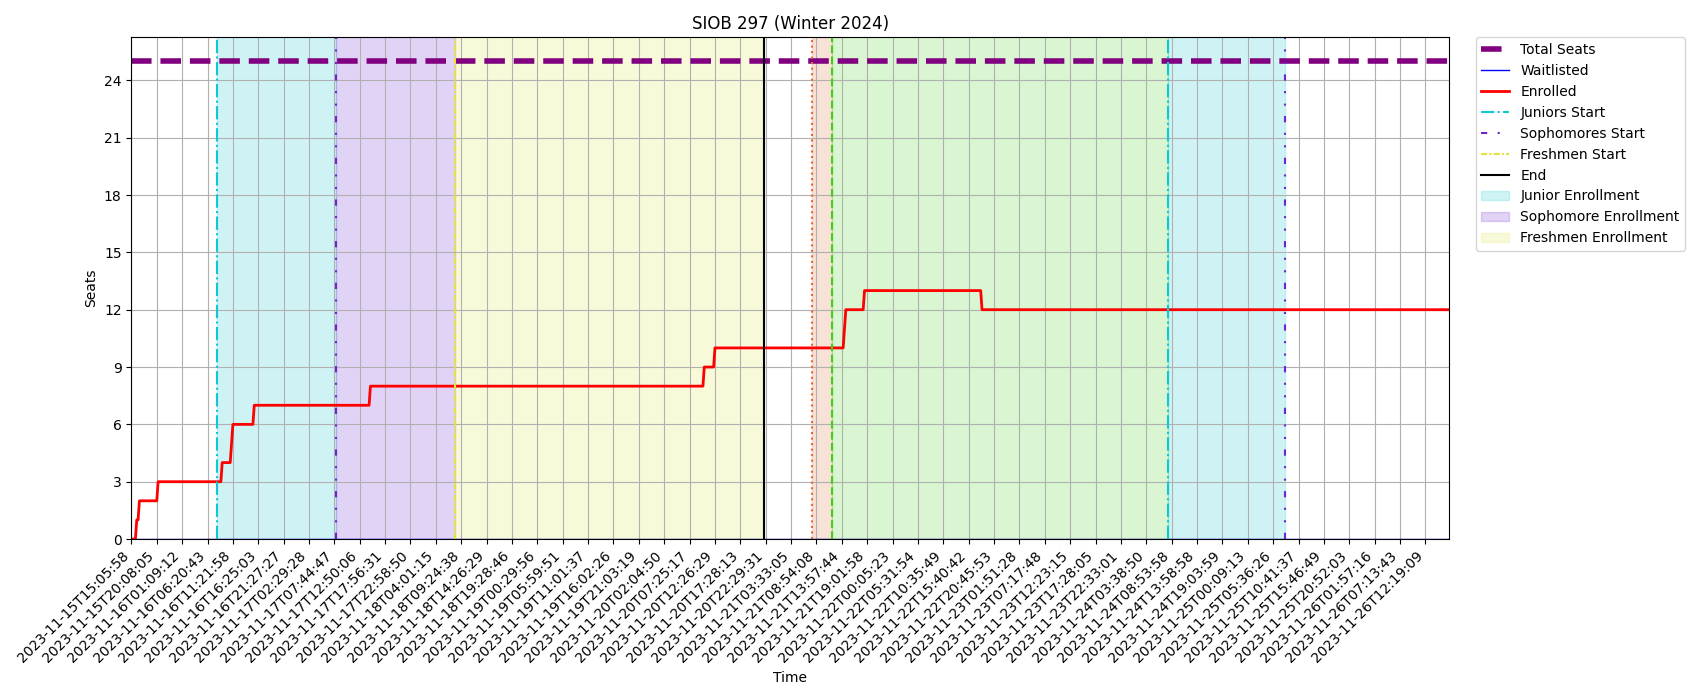 SIOB 297 (Winter 2024)
Seats
24
21
18
15
12
9
6
3
0
2023-11-15T15:05:58
2023-11-15T20:08:05
2023-11-16T01:09:12
2023-11-16T06:20:43
2023-11-16T11:21:58
2023-11-16T16:25:03
2023-11-16T21:27:27
2023-11-17T02:29:28
2023-11-17T07:44:47
2023-11-17T12:50:06
2023-11-17T17:56:31
2023-11-17T22:58:50
2023-11-18T04:01:15
2023-11-18T09:24:38
2023-11-18T14:26:29
2023-11-18T19:28:46
2023-11-19T00:29:56
2023-11-19T05:59:51
2023-11-19T11:01:37
2023-11-19T16:02:26
2023-11-19T21:03:19
2023-11-20T02:04:50
2023-11-20T07:25:17
2023-11-20T12:26:29
2023-11-20T17:28:13
2023-11-20T22:29:31
2023-11-21T03:33:05
2023-11-21T08:54:08
2023-11-21T13:57:44
2023-11-21T19:01:58
2023-11-22T00:05:23
2023-11-22T05:31:54
2023-11-22T10:35:49
2023-11-22T15:40:42
2023-11-22T20:45:53
2023-11-23T01:51:28
2023-11-23T07:17:48
2023-11-23T12:23:15
2023-11-23T17:28:05
2023-11-23T22:33:01
2023-11-24T03:38:50
2023-11-24T08:53:58
2023-11-24T13:58:58
2023-11-24T19:03:59
2023-11-25T00:09:13
2023-11-25T05:36:26
2023-11-25T10:41:37
2023-11-25T15:46:49
2023-11-25T20:52:03
2023-11-26T01:57:16
2023-11-26T07:13:43
2023-11-26T12:19:09
Time
Total Seats
Waitlisted
Enrolled
Juniors Start
Sophomores Start
Freshmen Start
End
Junior Enrollment
Sophomore Enrollment
Freshmen Enrollment